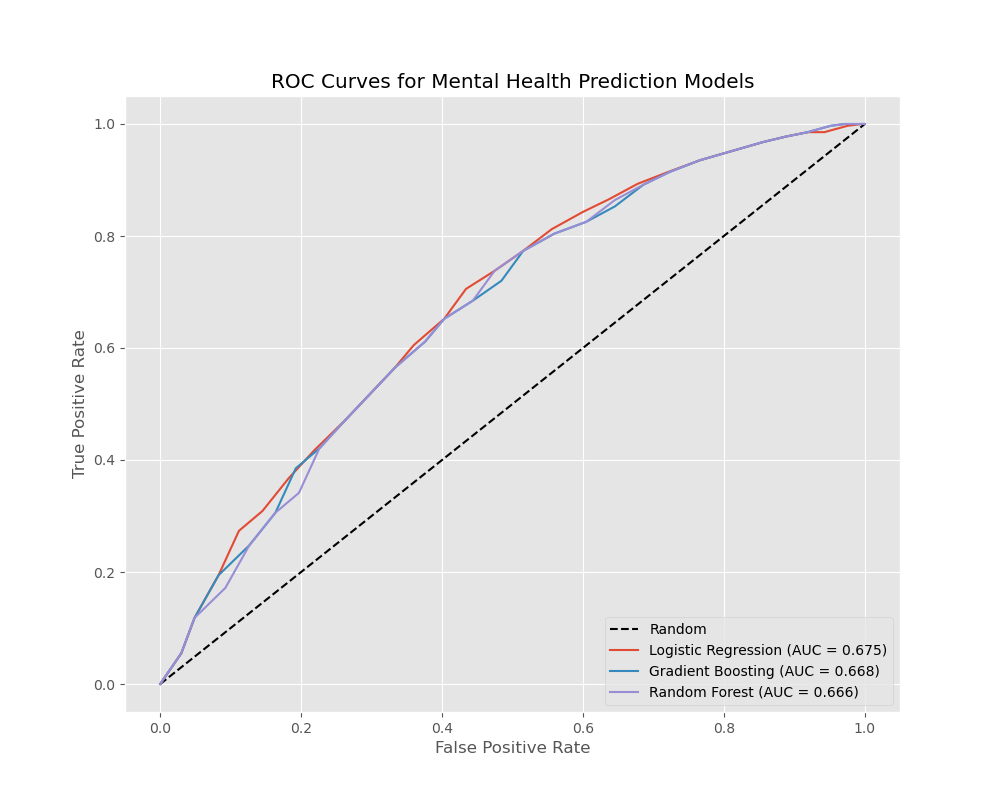 ROC Curves for Mental Health Prediction Models
True Positive Rate
1.0
0.8
0.6
0.4
0.2
0.0
Random
Logistic Regression (AUC = 0.675)
Gradient Boosting (AUC = 0.668)
Random Forest (AUC = 0.666)
0.0 0.2 0.4 0.6 0.8 1.0
False Positive Rate